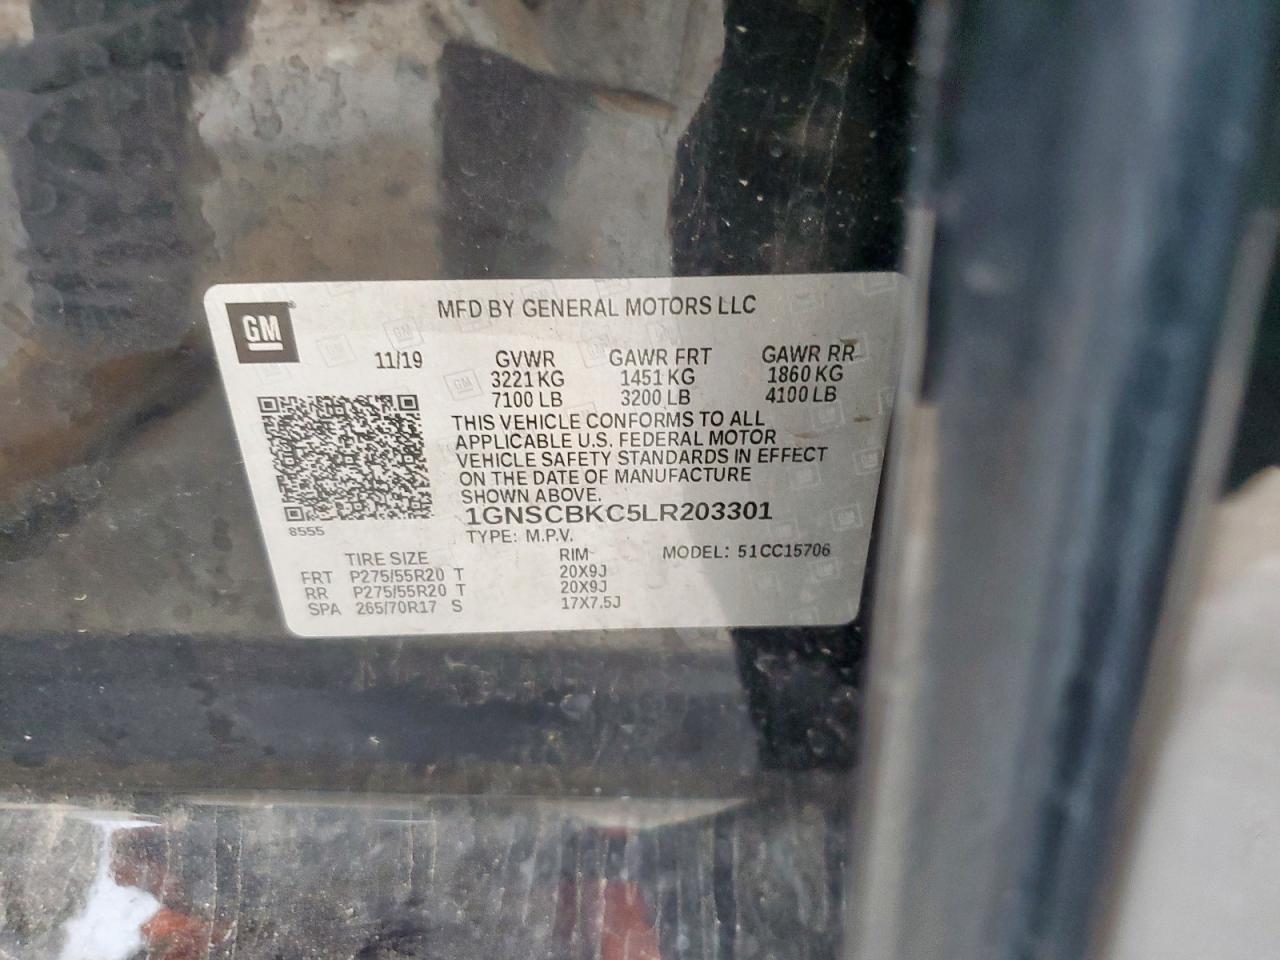 GM
MFD BY GENERAL MOTORS LLC
11/19 GVWR GAWR FRT GAWR RR
3221 KG 1451 KG 1860 KG
7100 LB 3200 LB 4100 LB
THIS VEHICLE CONFORMS TO ALL
APPLICABLE U.S. FEDERAL MOTOR
VEHICLE SAFETY STANDARDS IN EFFECT
ON THE DATE OF MANUFACTURE
SHOWN ABOVE.
1GNSCBKC5LR203301
8555
TYPE: M.P.V.
TIRE SIZE RIM MODEL: 51CC15706
FRT P275/55R20 T 20X9J
RR P275/55R20 T 20X9J
SPA 265/70R17 S 17X7.5J